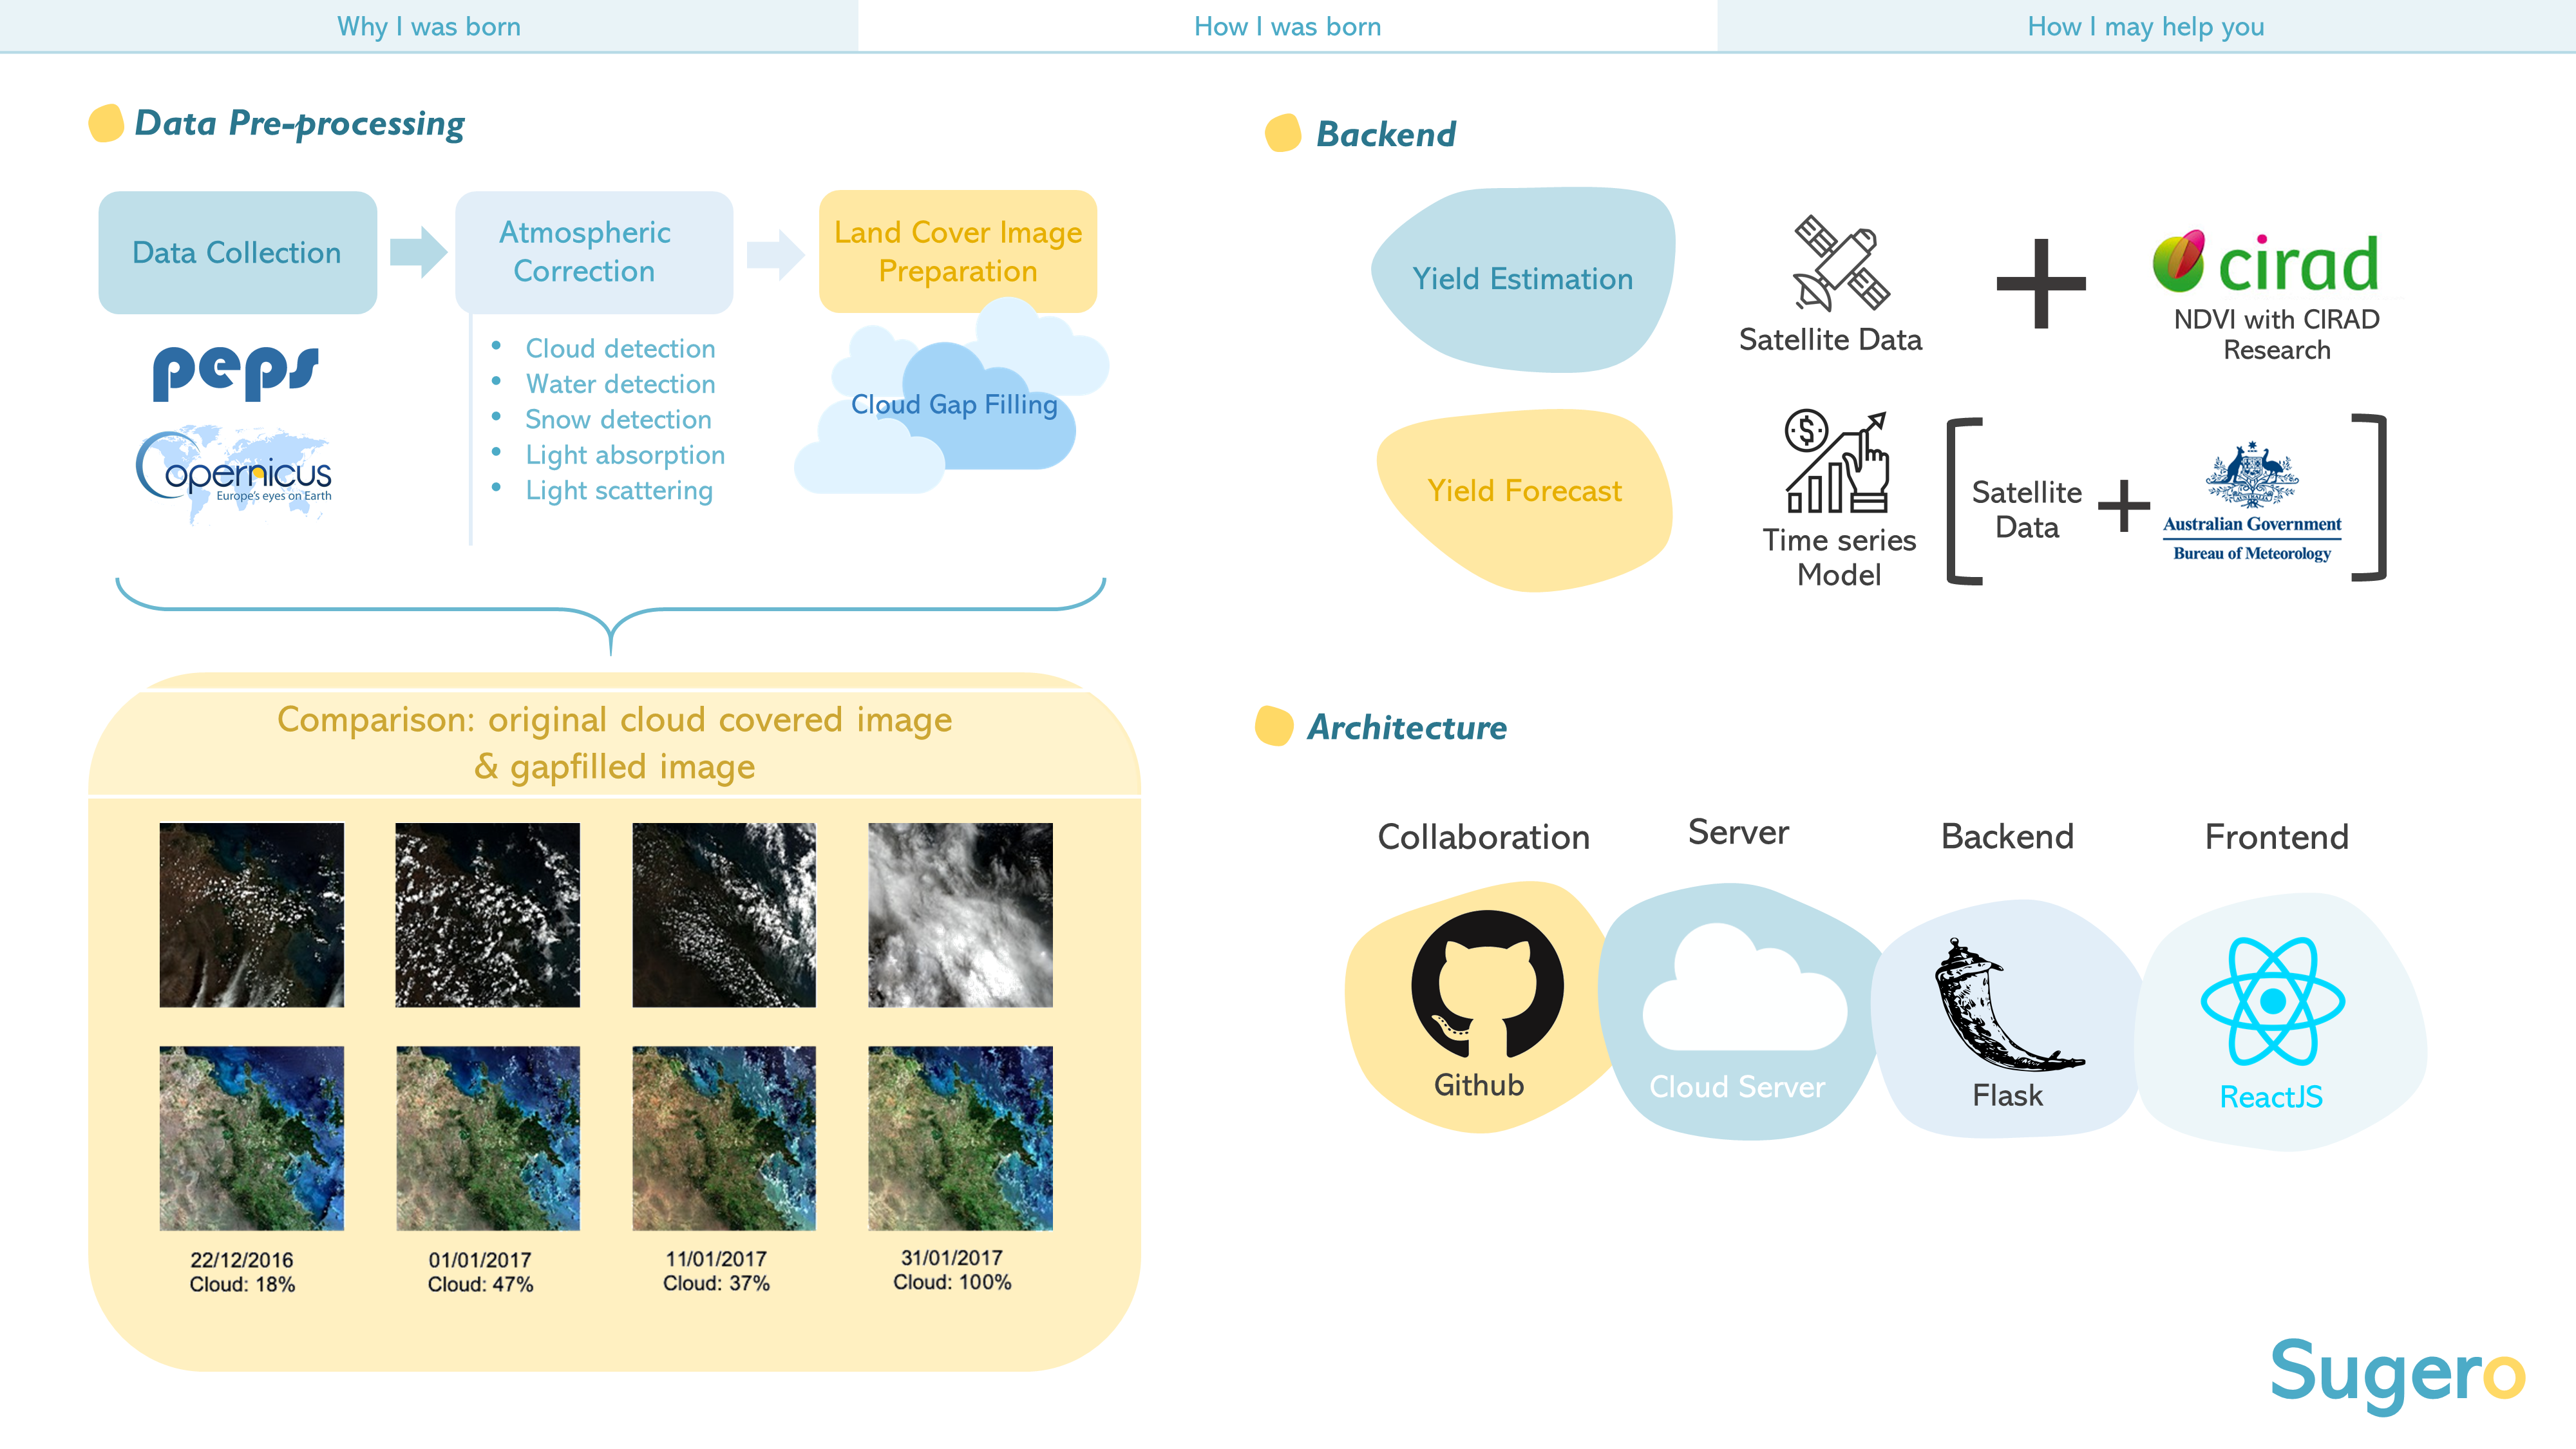 Why I was born
How I was born
How I may help you
Data Pre-processing
Data Collection
Atmospheric
Correction
Land Cover Image
Preparation
peps
Copernicus
Europe's eyes on Earth
• Cloud detection
• Water detection
• Snow detection
• Light absorption
• Light scattering
Cloud Gap Filling
Comparison: original cloud covered image
& gapfilled image
22/12/2016
Cloud: 18%
01/01/2017
Cloud: 47%
11/01/2017
Cloud: 37%
31/01/2017
Cloud: 100%
Backend
Yield Estimation
Satellite Data
+
cirad
NDVI with CIRAD
Research
Yield Forecast
$
Time series
Model
[
Satellite
Data
+
AUSTRALIA
Australian Government
Bureau of Meteorology
]
Architecture
Collaboration
Server
Backend
Frontend
Github
Cloud Server
Flask
ReactJS
Sugero